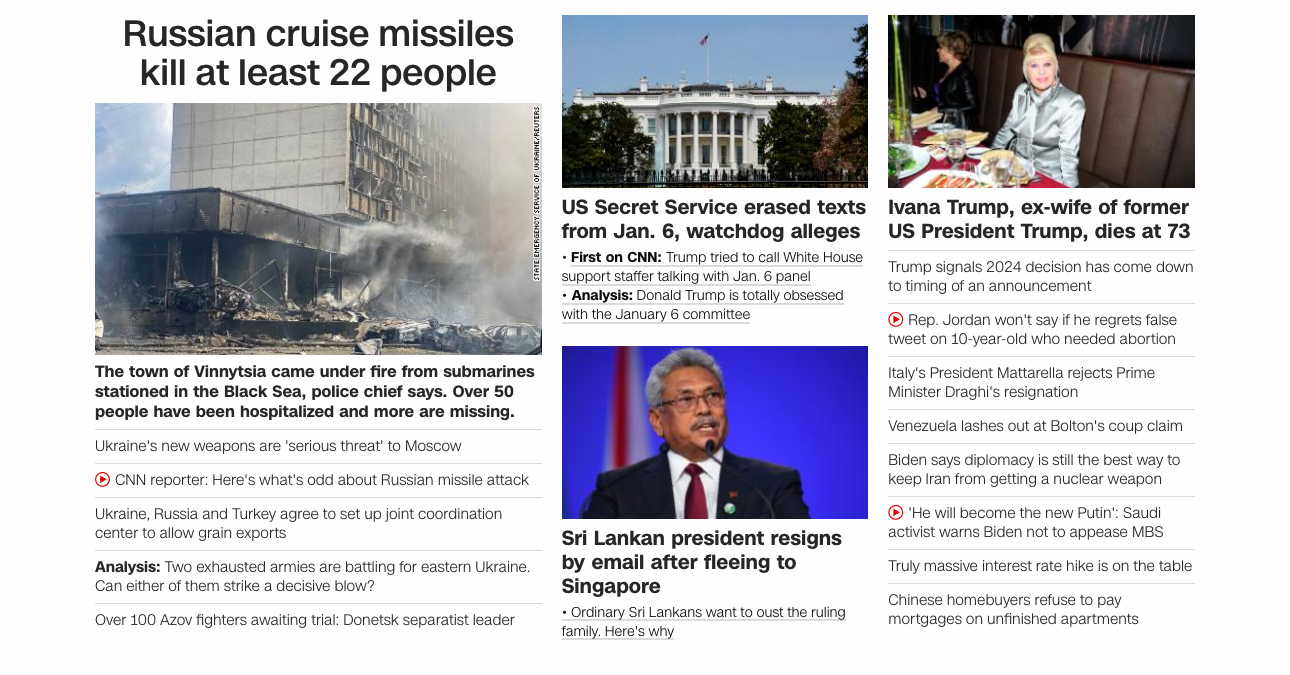 Russian cruise missiles
kill at least 22 people
STATE EMERGENCY SERVICE OF UKRAINE/REUTERS
The town of Vinnytsia came under fire from submarines
stationed in the Black Sea, police chief says. Over 50
people have been hospitalized and more are missing.
Ukraine's new weapons are 'serious threat' to Moscow
CNN reporter: Here's what's odd about Russian missile attack
Ukraine, Russia and Turkey agree to set up joint coordination
center to allow grain exports
Analysis: Two exhausted armies are battling for eastern Ukraine.
Can either of them strike a decisive blow?
Over 100 Azov fighters awaiting trial: Donetsk separatist leader
US Secret Service erased texts
from Jan. 6, watchdog alleges
• First on CNN: Trump tried to call White House
support staffer talking with Jan. 6 panel
• Analysis: Donald Trump is totally obsessed
with the January 6 committee
Sri Lankan president resigns
by email after fleeing to
Singapore
• Ordinary Sri Lankans want to oust the ruling
family. Here's why
Ivana Trump, ex-wife of former
US President Trump, dies at 73
Trump signals 2024 decision has come down
to timing of an announcement
Rep. Jordan won't say if he regrets false
tweet on 10-year-old who needed abortion
Italy's President Mattarella rejects Prime
Minister Draghi's resignation
Venezuela lashes out at Bolton's coup claim
Biden says diplomacy is still the best way to
keep Iran from getting a nuclear weapon
'He will become the new Putin': Saudi
activist warns Biden not to appease MBS
Truly massive interest rate hike is on the table
Chinese homebuyers refuse to pay
mortgages on unfinished apartments